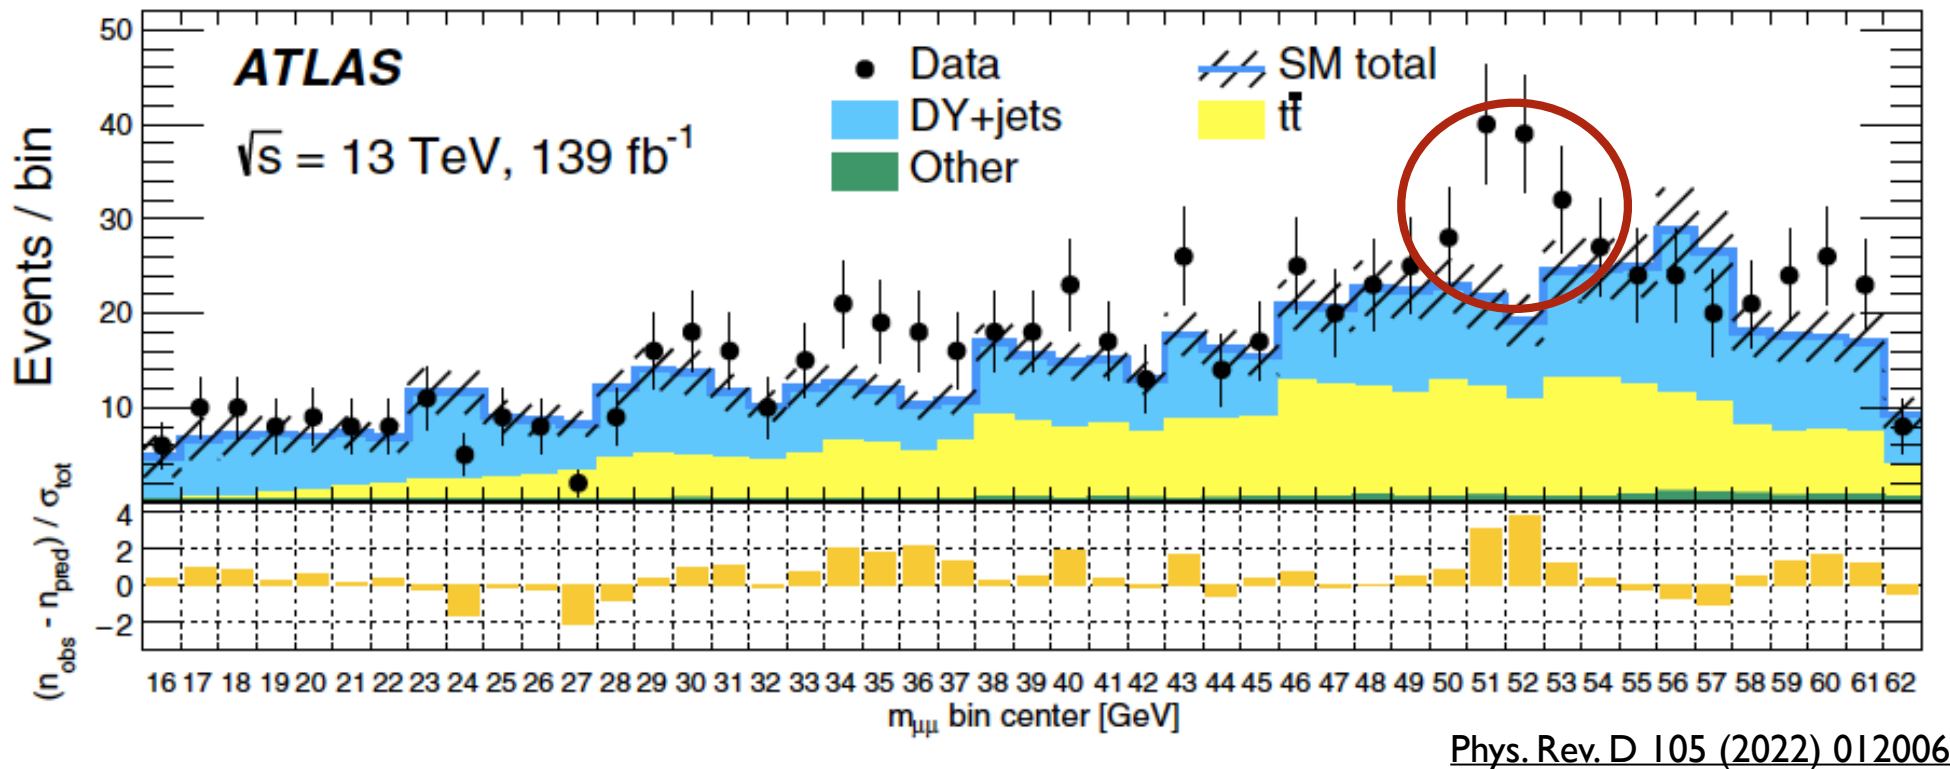 50
40
30
20
10
Events / bin
ATLAS
√s = 13 TeV, 139 fb⁻¹
Data
SM total
DY+jets
tt̄
Other
4
2
0
−2
(n_obs - n_pred) / σ_tot
16 17 18 19 20 21 22 23 24 25 26 27 28 29 30 31 32 33 34 35 36 37 38 39 40 41 42 43 44 45 46 47 48 49 50 51 52 53 54 55 56 57 58 59 60 61 62
m_μμ bin center [GeV]
Phys. Rev. D 105 (2022) 012006